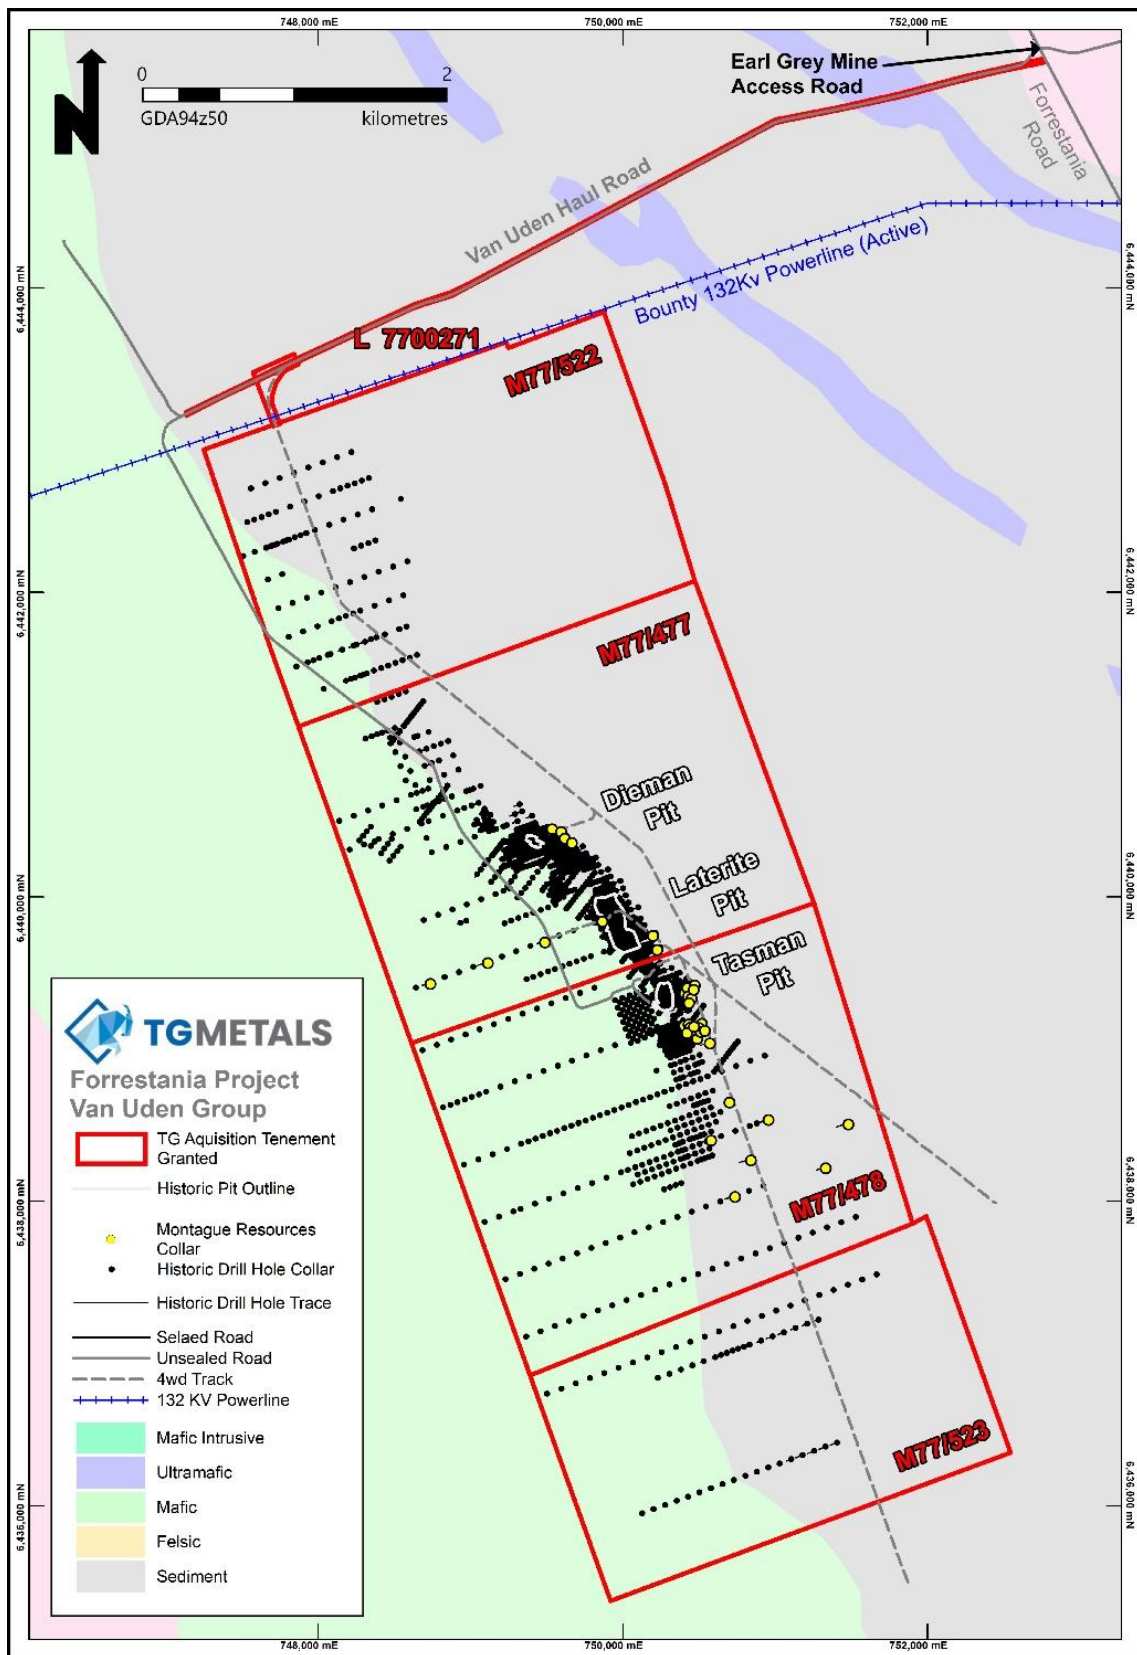 748,000 mE
750,000 mE
752,000 mE
N
0
2
GDA94z50
kilometres
Earl Grey Mine
Access Road
Forrestania
Road
Van Uden Haul Road
Bounty 132Kv Powerline (Active)
6,444,000 mN
6,444,000 mN
L 7700271
M77/522
6,442,000 mN
6,442,000 mN
M77/477
Dieman
Pit
Laterite
Pit
6,440,000 mN
6,440,000 mN
Tasman
Pit
M77/478
6,438,000 mN
6,438,000 mN
M77/523
6,436,000 mN
6,436,000 mN
TGMETALS
Forrestania Project
Van Uden Group
TG Aquisition Tenement
Granted
Historic Pit Outline
Montague Resources
Collar
Historic Drill Hole Collar
Historic Drill Hole Trace
Selaed Road
Unsealed Road
4wd Track
132 KV Powerline
Mafic Intrusive
Ultramafic
Mafic
Felsic
Sediment
748,000 mE
750,000 mE
752,000 mE